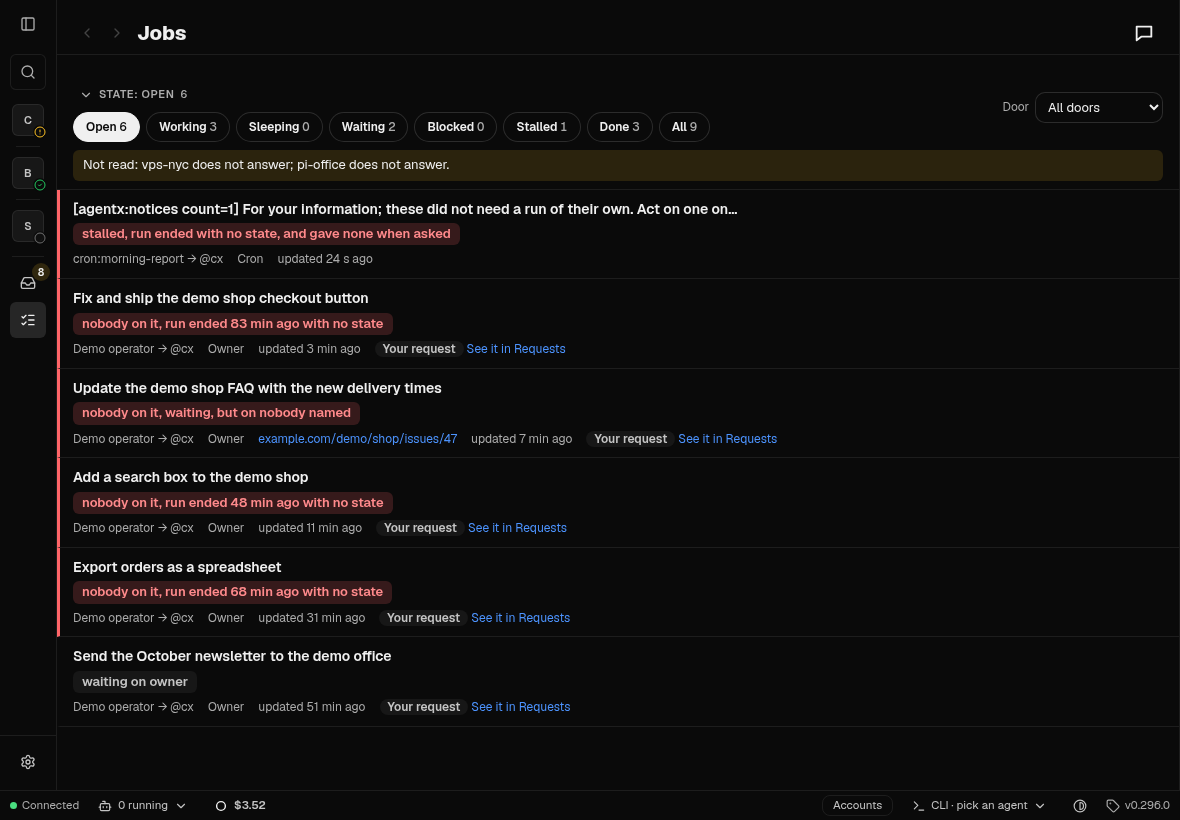 Jobs
C
B
S
8
STATE: OPEN 6
Door All doors
Open 6 Working 3 Sleeping 0 Waiting 2 Blocked 0 Stalled 1 Done 3 All 9
Not read: vps-nyc does not answer; pi-office does not answer.
[agentx:notices count=1] For your information; these did not need a run of their own. Act on one on...
stalled, run ended with no state, and gave none when asked
cron:morning-report → @cx Cron updated 24 s ago
Fix and ship the demo shop checkout button
nobody on it, run ended 83 min ago with no state
Demo operator → @cx Owner updated 3 min ago Your request See it in Requests
Update the demo shop FAQ with the new delivery times
nobody on it, waiting, but on nobody named
Demo operator → @cx Owner example.com/demo/shop/issues/47 updated 7 min ago Your request See it in Requests
Add a search box to the demo shop
nobody on it, run ended 48 min ago with no state
Demo operator → @cx Owner updated 11 min ago Your request See it in Requests
Export orders as a spreadsheet
nobody on it, run ended 68 min ago with no state
Demo operator → @cx Owner updated 31 min ago Your request See it in Requests
Send the October newsletter to the demo office
waiting on owner
Demo operator → @cx Owner updated 51 min ago Your request See it in Requests
Connected 0 running $3.52 Accounts CLI · pick an agent v0.296.0